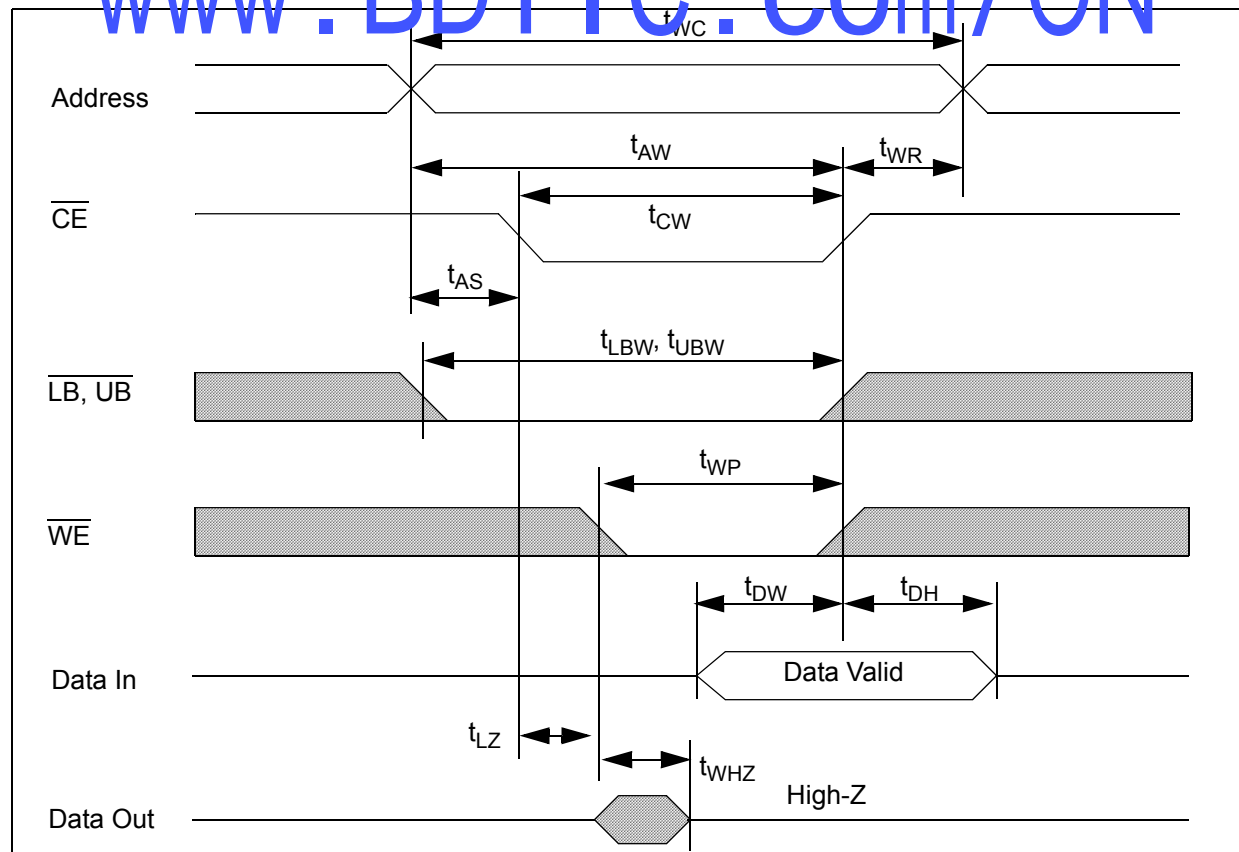 www.BDTIC.com/CN
tWC
Address
tAW
tWR
CE
tCW
tAS
tLBW, tUBW
LB, UB
tWP
WE
tDW
tDH
Data In
Data Valid
tLZ
tWHZ
High-Z
Data Out